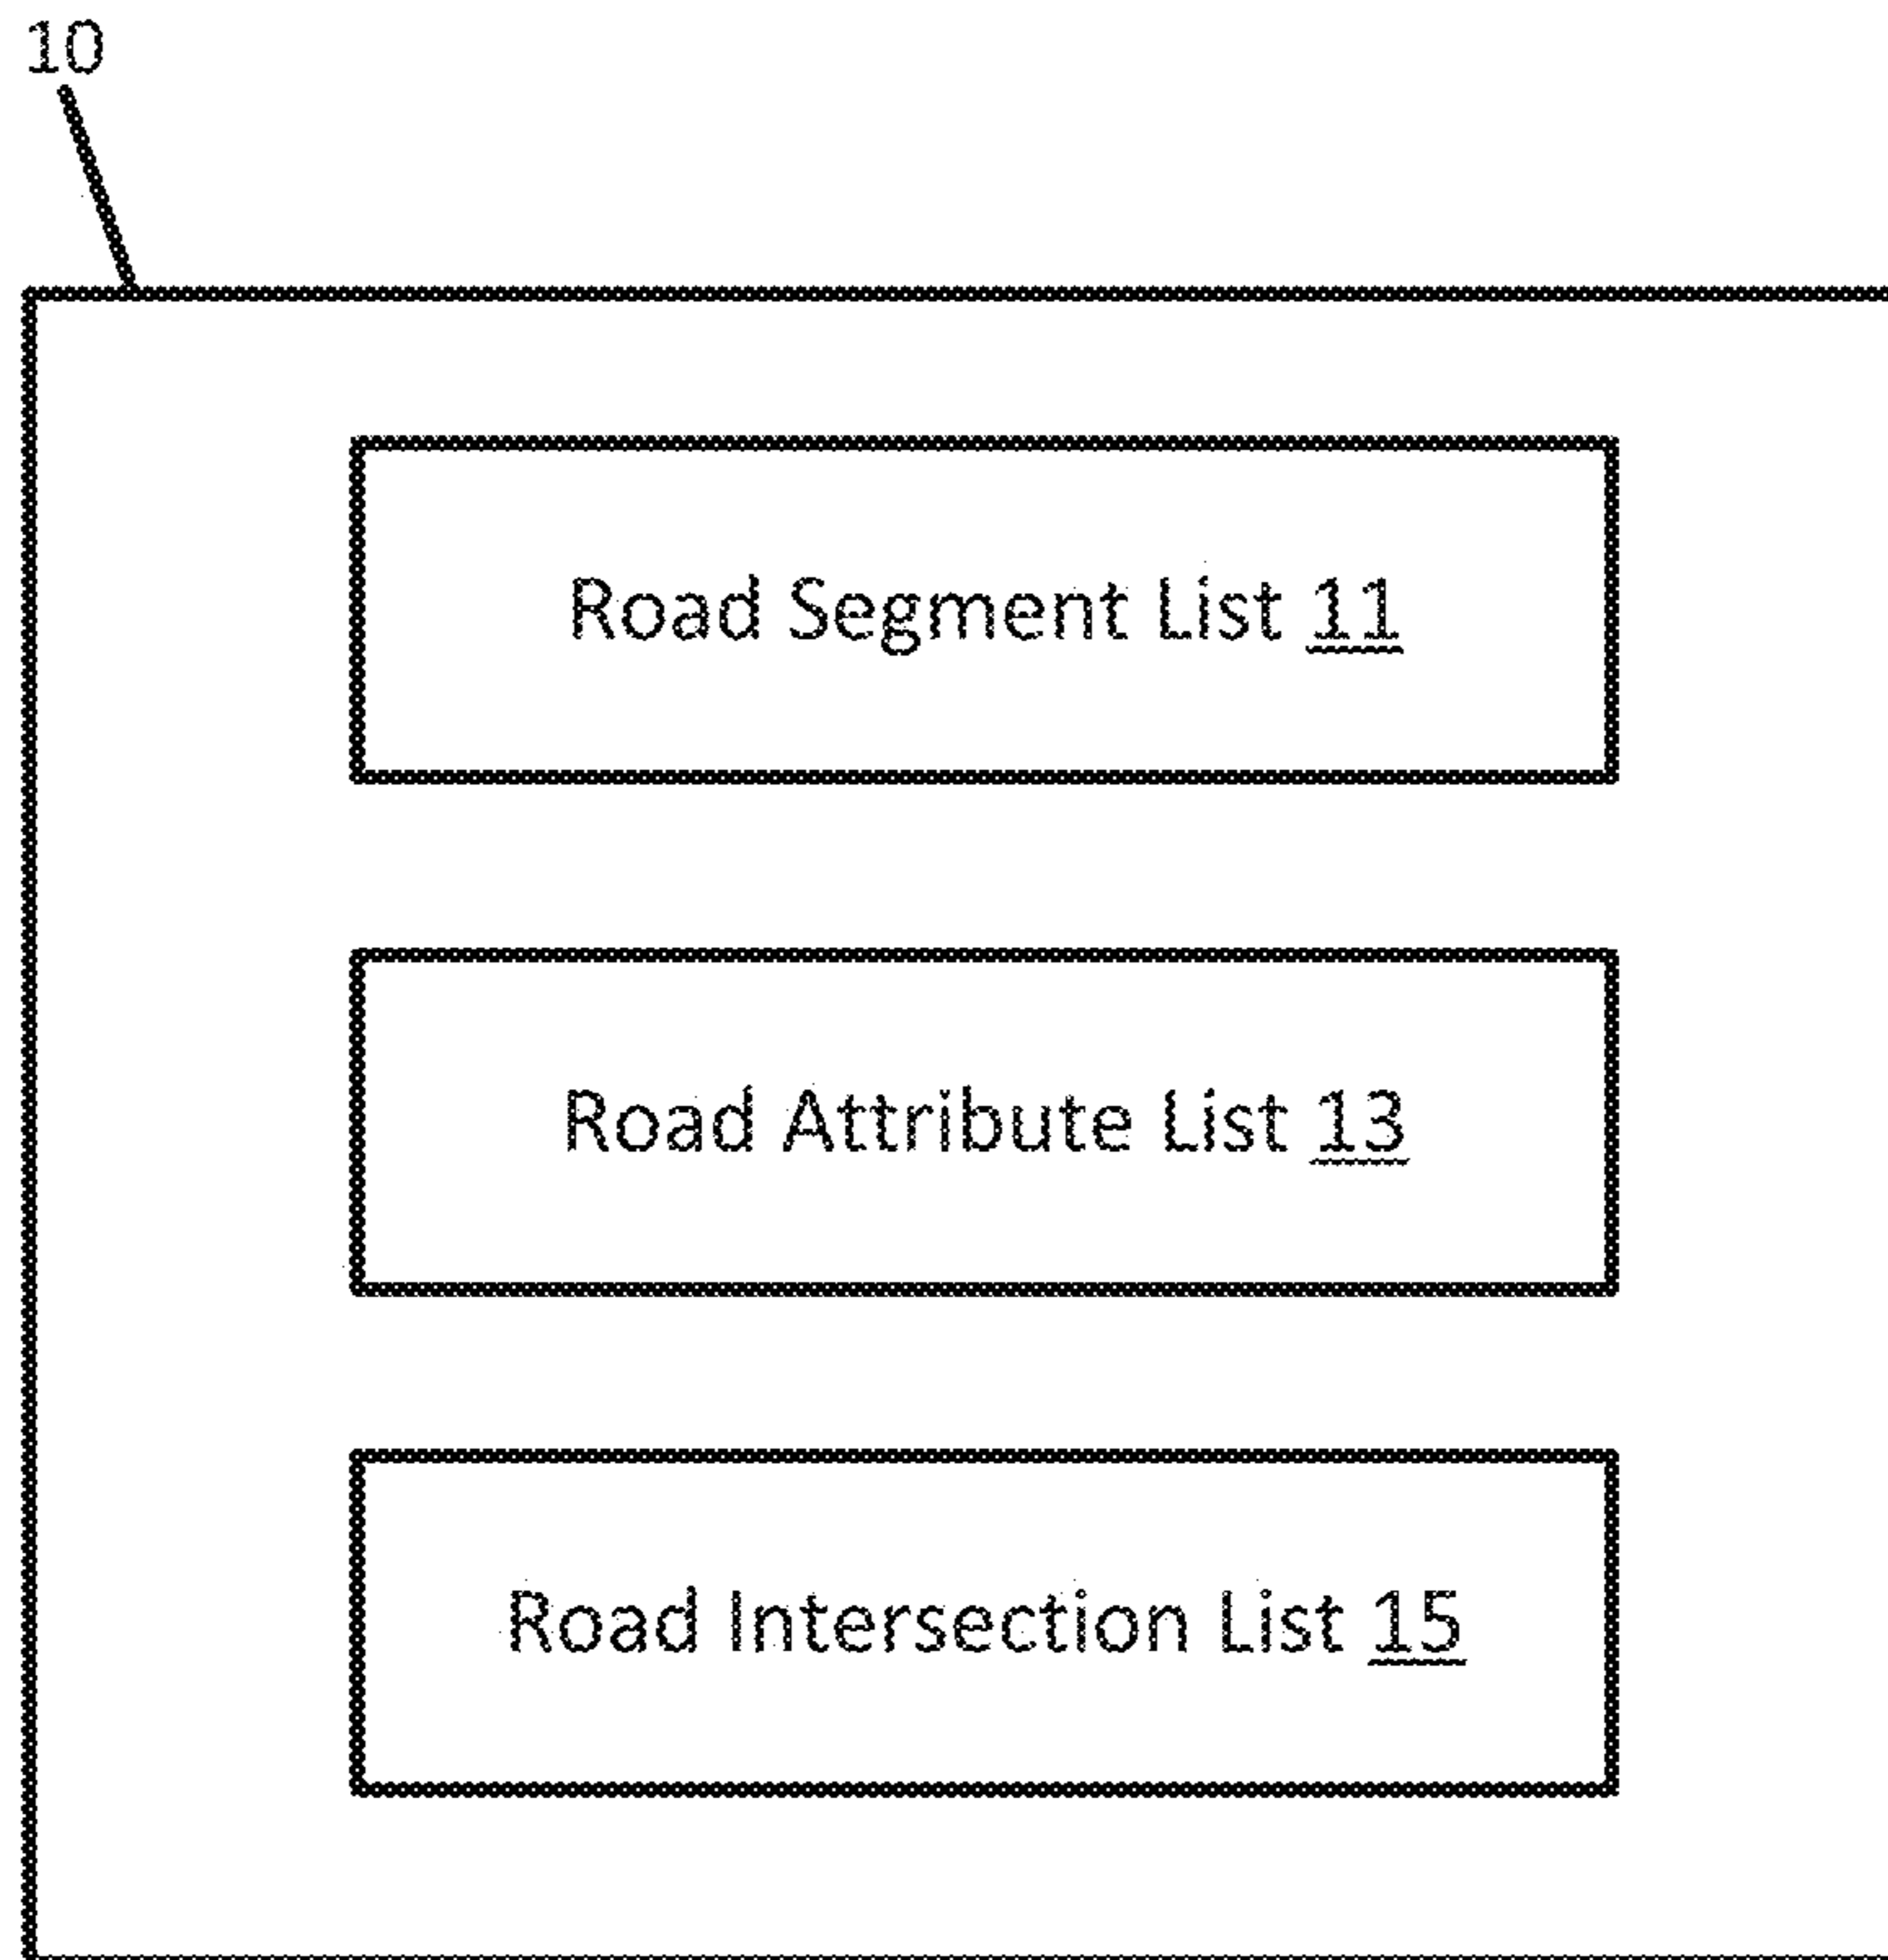 10
Road Segment List 11
Road Attribute List 13
Road Intersection List 15